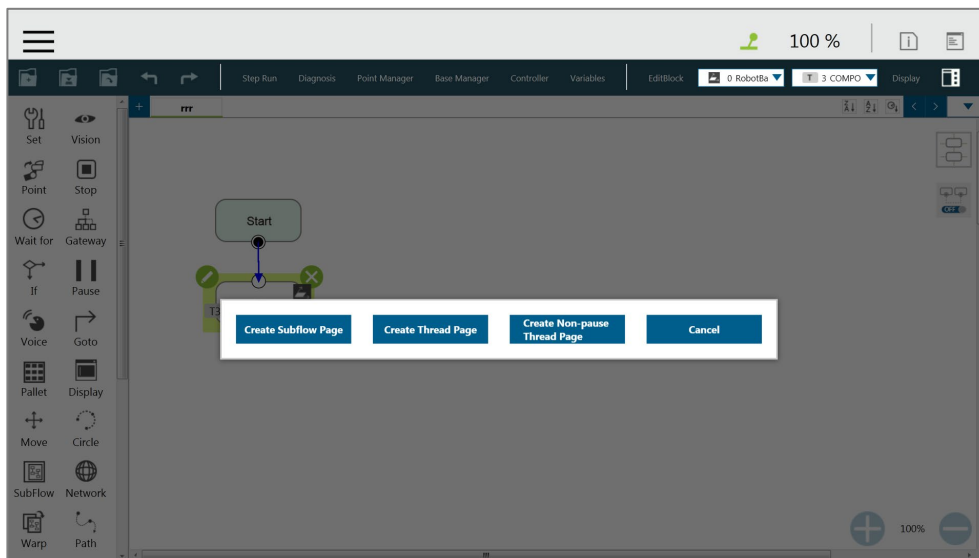 100 %
Step Run Diagnosis Point Manager Base Manager Controller Variables EditBlock 0 RobotBa T 3 COMPO Display
+ rrr
Set Vision
Point Stop
Wait for Gateway
If Pause
Voice Goto
Pallet Display
Move Circle
SubFlow Network
Warp Path
OFF
Start
T3
Create Subflow Page
Create Thread Page
Create Non-pause
Thread Page
Cancel
100%